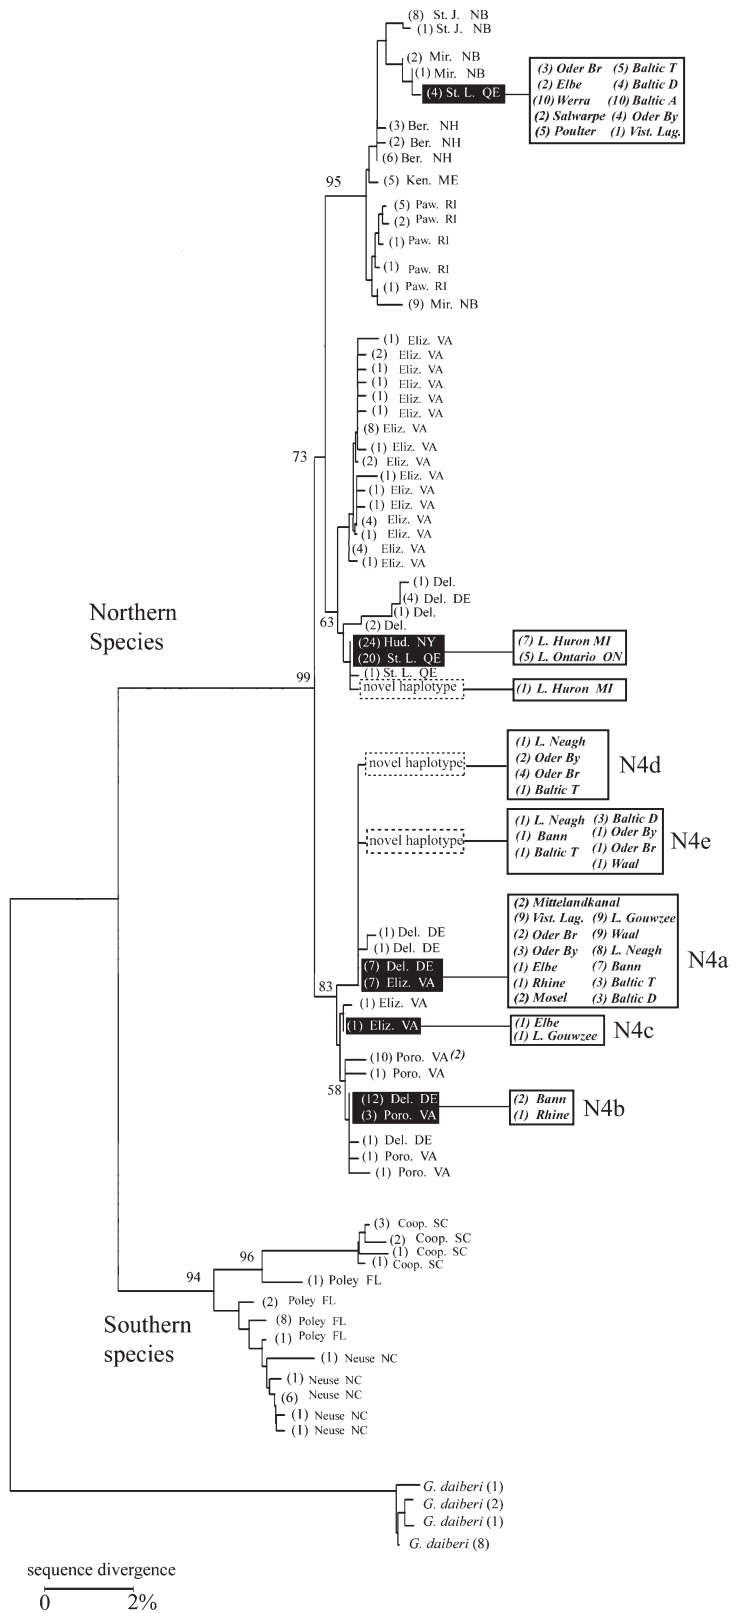 (8) St. J. NB
(1) St. J. NB
(2) Mir. NB
(1) Mir. NB
(4) St. L. QE
(3) Oder Br (5) Baltic T
(2) Elbe (4) Baltic D
(10) Werra (10) Baltic A
(2) Salwarpe (4) Oder By
(5) Poulter (1) Vist. Lag.
(3) Ber. NH
(2) Ber. NH
(6) Ber. NH
95
(5) Ken. ME
(5) Paw. RI
(2) Paw. RI
(1) Paw. RI
(1) Paw. RI
(1) Paw. RI
(9) Mir. NB
(1) Eliz. VA
(2) Eliz. VA
(1) Eliz. VA
(1) Eliz. VA
(1) Eliz. VA
(1) Eliz. VA
(8) Eliz. VA
(1) Eliz. VA
73
(2) Eliz. VA
(1) Eliz. VA
(1) Eliz. VA
(1) Eliz. VA
(4) Eliz. VA
(1) Eliz. VA
(4) Eliz. VA
(1) Eliz. VA
(1) Del.
(4) Del. DE
(1) Del.
63
(2) Del.
Northern
Species
(24) Hud. NY
(20) St. L. QE
(7) L. Huron MI
(5) L. Ontario ON
(1) St. L. QE
99
novel haplotype
(1) L. Huron MI
novel haplotype
(1) L. Neagh
(2) Oder By
(4) Oder Br
(1) Baltic T
N4d
novel haplotype
(1) L. Neagh (3) Baltic D
(1) Bann (1) Oder By
(1) Baltic T (1) Oder Br
(1) Waal
N4e
(1) Del. DE
(1) Del. DE
(7) Del. DE
(7) Eliz. VA
(2) Mittelandkanal
(9) Vist. Lag. (9) L. Gouwzee
(2) Oder Br (9) Waal
(3) Oder By (8) L. Neagh
(1) Elbe (7) Bann
(1) Rhine (3) Baltic T
(2) Mosel (3) Baltic D
N4a
83
(1) Eliz. VA
(1) Eliz. VA
(1) Elbe
(1) L. Gouwzee
N4c
(10) Poro. VA (2)
(1) Poro. VA
58
(12) Del. DE
(3) Poro. VA
(2) Bann
(1) Rhine
N4b
(1) Del. DE
(1) Poro. VA
(1) Poro. VA
(3) Coop. SC
(2) Coop. SC
(1) Coop. SC
(1) Coop. SC
96
94
(1) Poley FL
(2) Poley FL
(8) Poley FL
(1) Poley FL
Southern
species
(1) Neuse NC
(1) Neuse NC
(6) Neuse NC
(1) Neuse NC
(1) Neuse NC
G. daiberi (1)
G. daiberi (2)
G. daiberi (1)
G. daiberi (8)
sequence divergence
0 2%